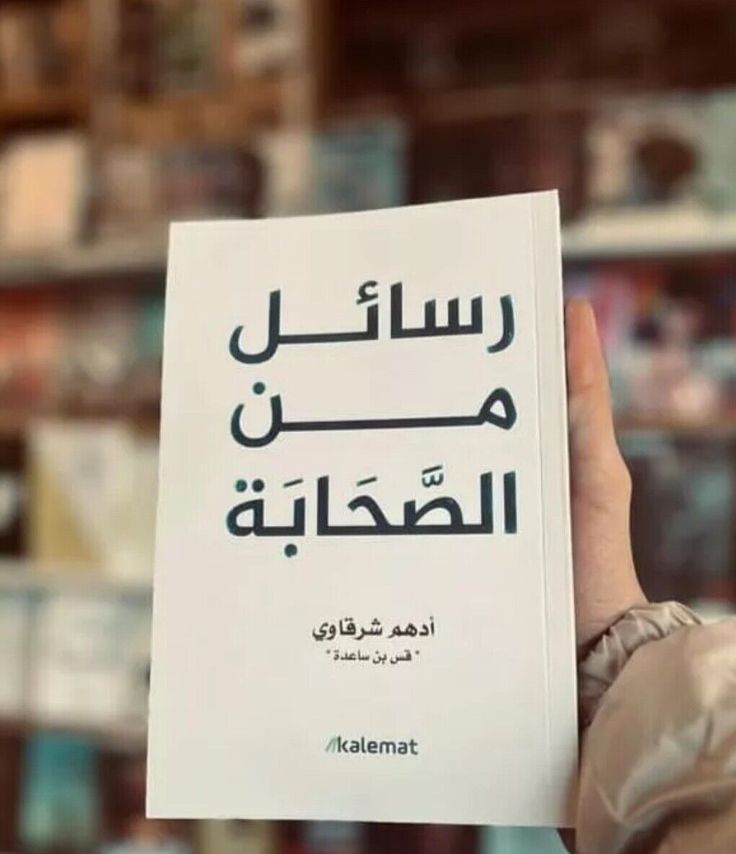 رسائل
من
الصَّحَابَة
أدهم شرقاوي
"قس بن ساعدة"
kalemat